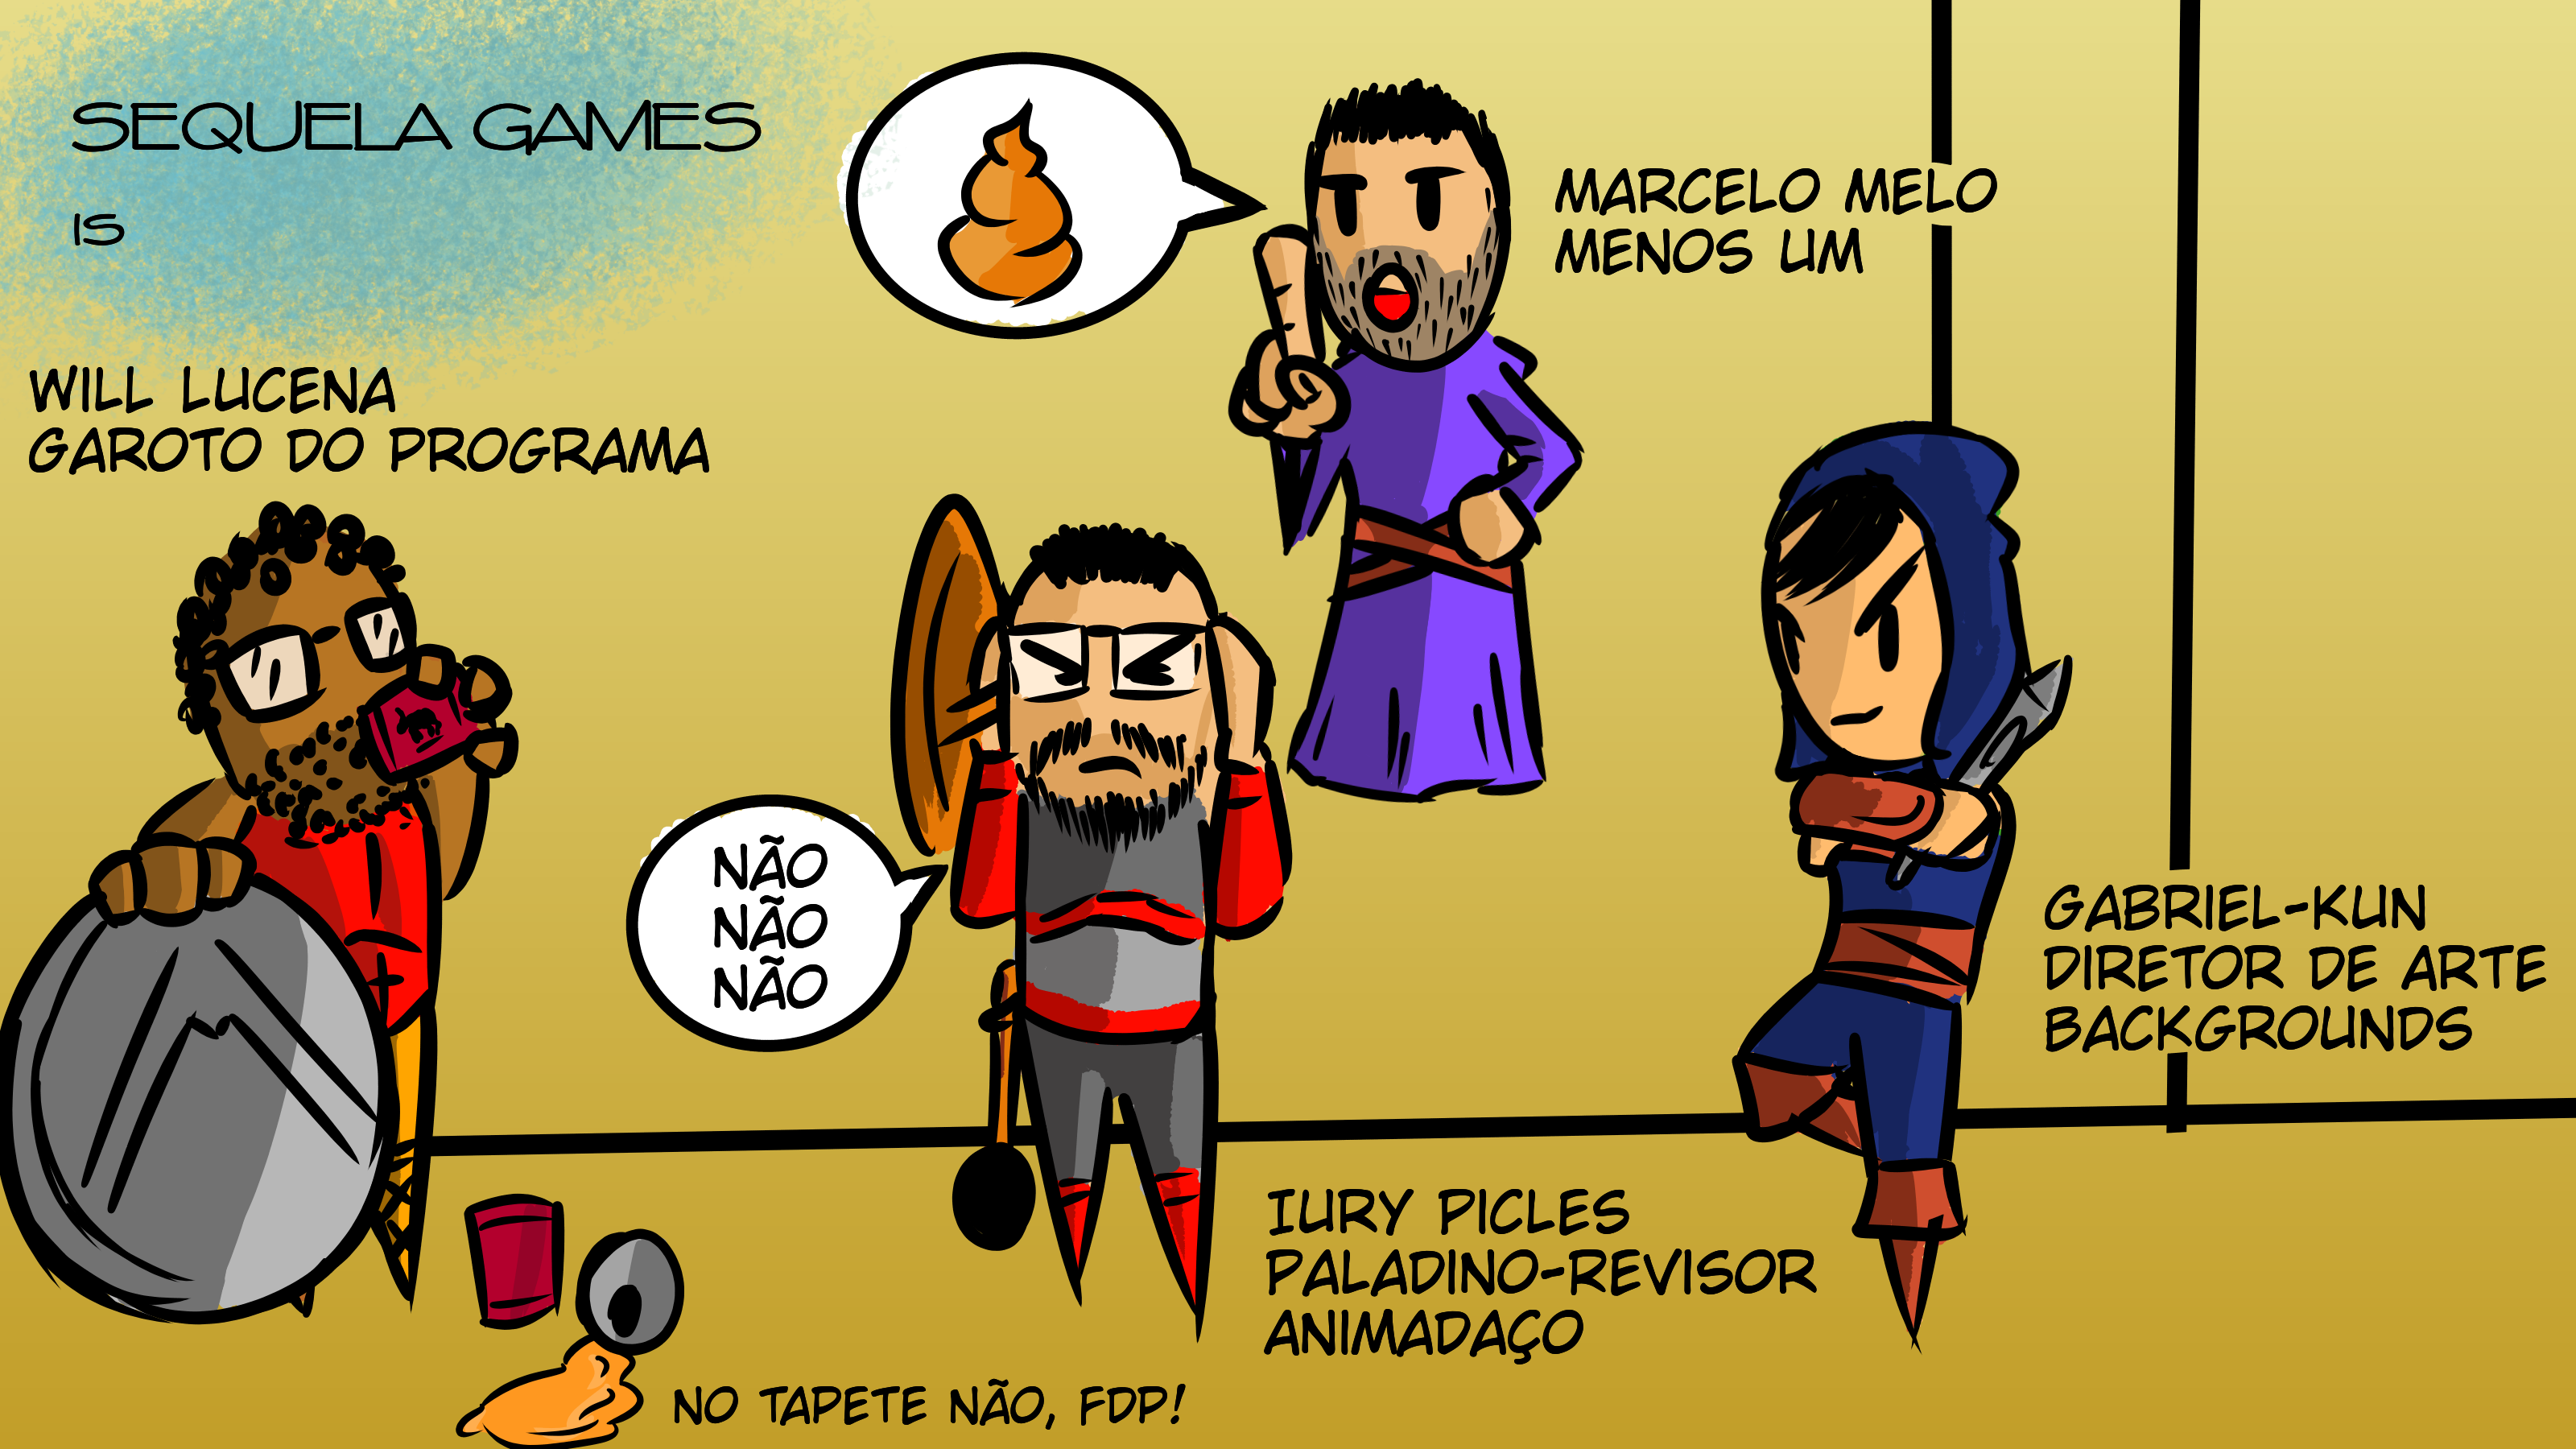 SEQUELA GAMES
IS
WILL LUCENA
GAROTO DO PROGRAMA
MARCELO MELO
MENOS UM
NÃO
NÃO
NÃO
GABRIEL-KUN
DIRETOR DE ARTE
BACKGROUNDS
IURY PICLES
PALADINO-REVISOR
ANIMADAÇO
NO TAPETE NÃO, FDP!